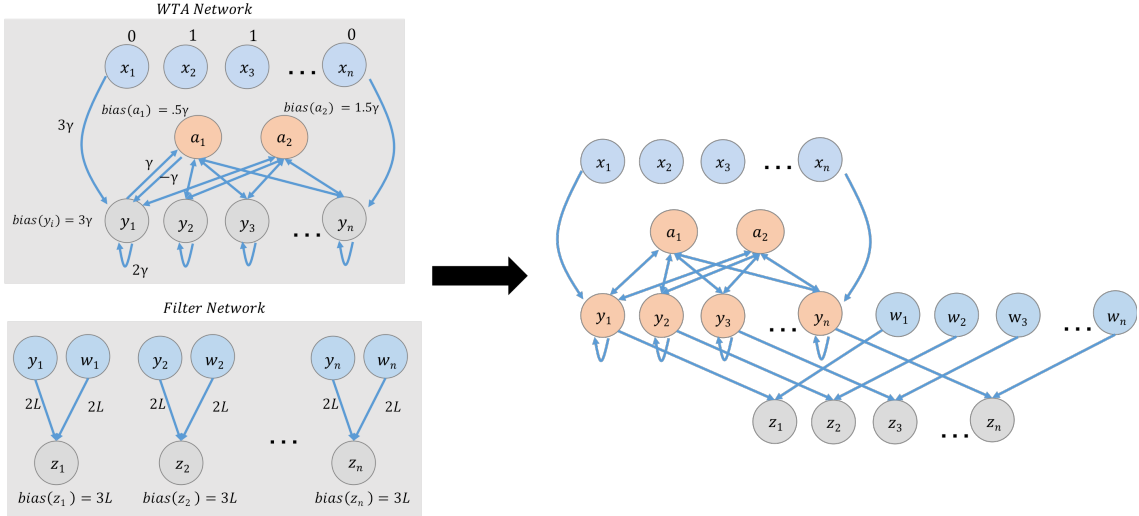 WTA Network
0 1 1 0
x₁ x₂ x₃ ... xₙ
bias(a₁) = .5γ bias(a₂) = 1.5γ
3γ
a₁ a₂
γ
−γ
bias(yᵢ) = 3γ
y₁ y₂ y₃ ... yₙ
2γ
Filter Network
y₁ w₁ y₂ w₂ yₙ wₙ
2L 2L 2L 2L 2L 2L
...
z₁ z₂ zₙ
bias(z₁) = 3L bias(z₂) = 3L bias(zₙ) = 3L
x₁ x₂ x₃ ... xₙ
a₁ a₂
y₁ y₂ y₃ ... yₙ w₁ w₂ w₃ ... wₙ
z₁ z₂ z₃ ... zₙ